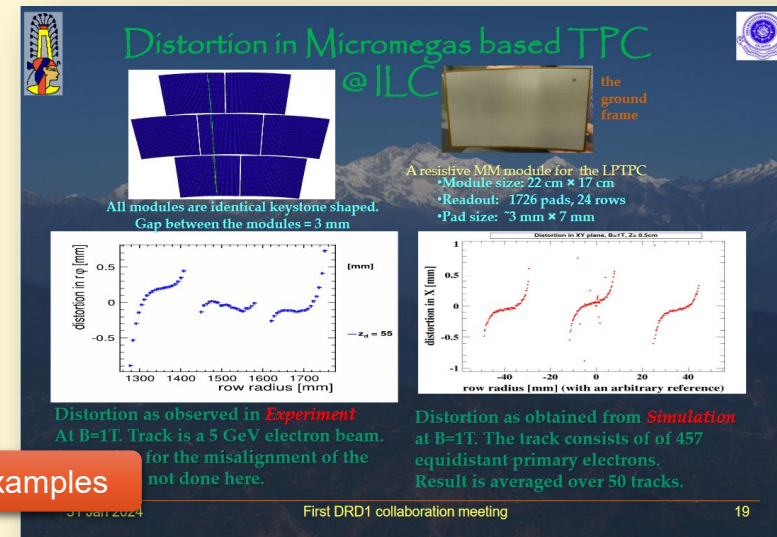 Distortion in Micromegas based TPC
@ ILC
the
ground
frame
A resistive MM module for the LPTPC
•Module size: 22 cm × 17 cm
•Readout: 1726 pads, 24 rows
•Pad size: ~3 mm × 7 mm
All modules are identical keystone shaped.
Gap between the modules = 3 mm
distortion in rφ [mm]
0.5
0
-0.5
[mm]
z_d = 55
1300 1400 1500 1600 1700
row radius [mm]
Distortion in XY plane, B=1T, Z= 0.5cm
distortion in X [mm]
1
0.5
0
-0.5
-1
-40 -20 0 20 40
row radius [mm] (with an arbitrary reference)
Distortion as observed in Experiment
At B=1T. Track is a 5 GeV electron beam.
for the misalignment of the
not done here.
Distortion as obtained from Simulation
at B=1T. The track consists of of 457
equidistant primary electrons.
Result is averaged over 50 tracks.
xamples
31 Jan 2024
First DRD1 collaboration meeting
19